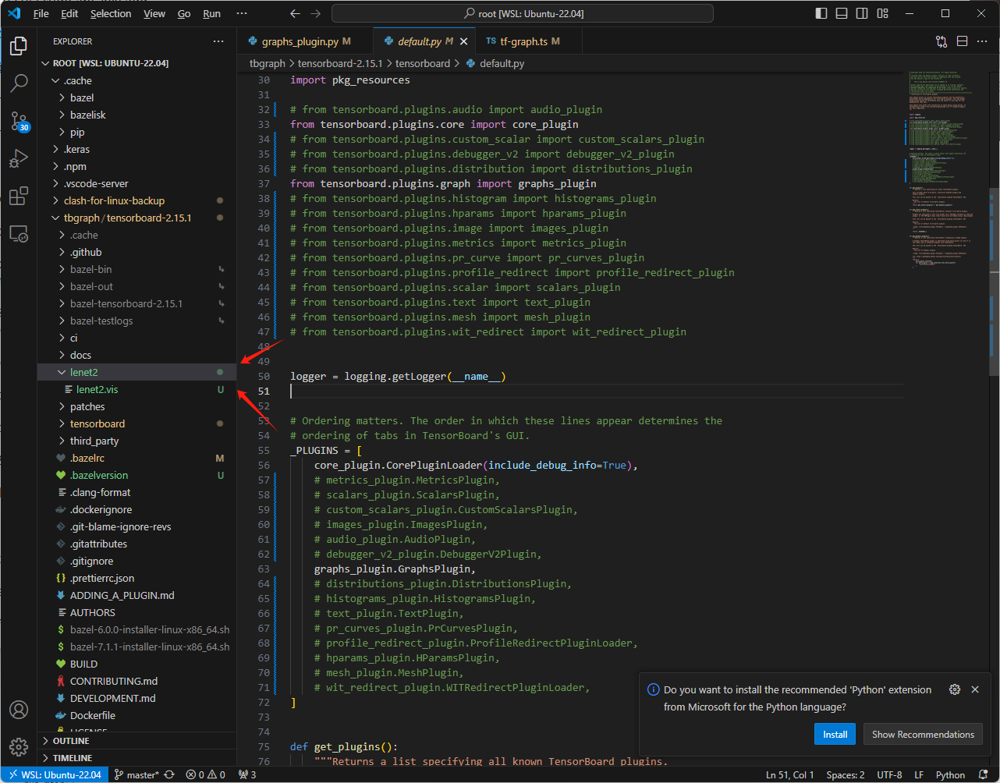 File Edit Selection View Go Run ··· root [WSL: Ubuntu-22.04]
EXPLORER ···
ROOT [WSL: UBUNTU-22.04]
.cache
bazel
bazelisk
pip
.keras
.npm
.vscode-server
clash-for-linux-backup
tbgraph / tensorboard-2.15.1
.cache
.github
bazel-bin
bazel-out
bazel-tensorboard-2.15.1
bazel-testlogs
ci
docs
lenet2
lenet2.vis U
patches
tensorboard
third_party
.bazelrc M
.bazelversion U
.clang-format
.dockerignore
.git-blame-ignore-revs
.gitattributes
.gitignore
{} .prettierrc.json
ADDING_A_PLUGIN.md
AUTHORS
$ bazel-6.0.0-installer-linux-x86_64.sh
$ bazel-7.1.1-installer-linux-x86_64.sh
BUILD
CONTRIBUTING.md
DEVELOPMENT.md
Dockerfile
LICENSE
OUTLINE
TIMELINE
30
graphs_plugin.py M default.py M TS tf-graph.ts M ···
tbgraph > tensorboard-2.15.1 > tensorboard > default.py
30 import pkg_resources
31
32 # from tensorboard.plugins.audio import audio_plugin
33 from tensorboard.plugins.core import core_plugin
34 # from tensorboard.plugins.custom_scalar import custom_scalars_plugin
35 # from tensorboard.plugins.debugger_v2 import debugger_v2_plugin
36 # from tensorboard.plugins.distribution import distributions_plugin
37 from tensorboard.plugins.graph import graphs_plugin
38 # from tensorboard.plugins.histogram import histograms_plugin
39 # from tensorboard.plugins.hparams import hparams_plugin
40 # from tensorboard.plugins.image import images_plugin
41 # from tensorboard.plugins.metrics import metrics_plugin
42 # from tensorboard.plugins.pr_curve import pr_curves_plugin
43 # from tensorboard.plugins.profile_redirect import profile_redirect_plugin
44 # from tensorboard.plugins.scalar import scalars_plugin
45 # from tensorboard.plugins.text import text_plugin
46 # from tensorboard.plugins.mesh import mesh_plugin
47 # from tensorboard.plugins.wit_redirect import wit_redirect_plugin
48
49
50 logger = logging.getLogger(__name__)
51
52
53 # Ordering matters. The order in which these lines appear determines the
54 # ordering of tabs in TensorBoard's GUI.
55 _PLUGINS = [
56 core_plugin.CorePluginLoader(include_debug_info=True),
57 # metrics_plugin.MetricsPlugin,
58 # scalars_plugin.ScalarsPlugin,
59 # custom_scalars_plugin.CustomScalarsPlugin,
60 # images_plugin.ImagesPlugin,
61 # audio_plugin.AudioPlugin,
62 # debugger_v2_plugin.DebuggerV2Plugin,
63 graphs_plugin.GraphsPlugin,
64 # distributions_plugin.DistributionsPlugin,
65 # histograms_plugin.HistogramsPlugin,
66 # text_plugin.TextPlugin,
67 # pr_curves_plugin.PrCurvesPlugin,
68 # profile_redirect_plugin.ProfileRedirectPluginLoader,
69 # hparams_plugin.HParamsPlugin,
70 # mesh_plugin.MeshPlugin,
71 # wit_redirect_plugin.WITRedirectPluginLoader,
72 ]
73
74
75 def get_plugins():
76 """Returns a list specifying all known TensorBoard plugins.
Do you want to install the recommended 'Python' extension
from Microsoft for the Python language?
Install Show Recommendations
WSL: Ubuntu-22.04 master* 0 0 3 Ln 51, Col 1 Spaces: 2 UTF-8 LF Python